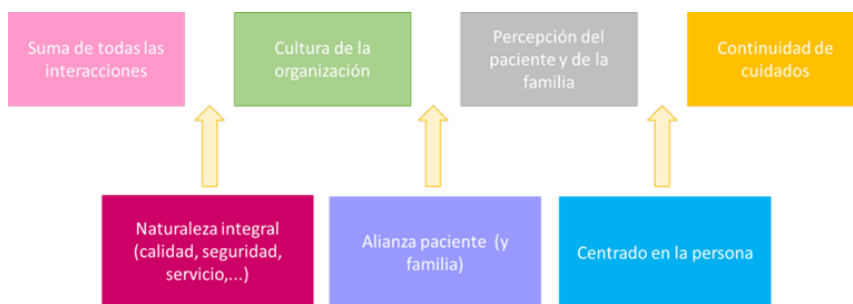 Suma de todas las
interacciones
Cultura de la
organización
Percepción del
paciente y de la
familia
Continuidad de
cuidados
Naturaleza integral
(calidad, seguridad,
servicio,...)
Alianza paciente (y
familia)
Centrado en la persona